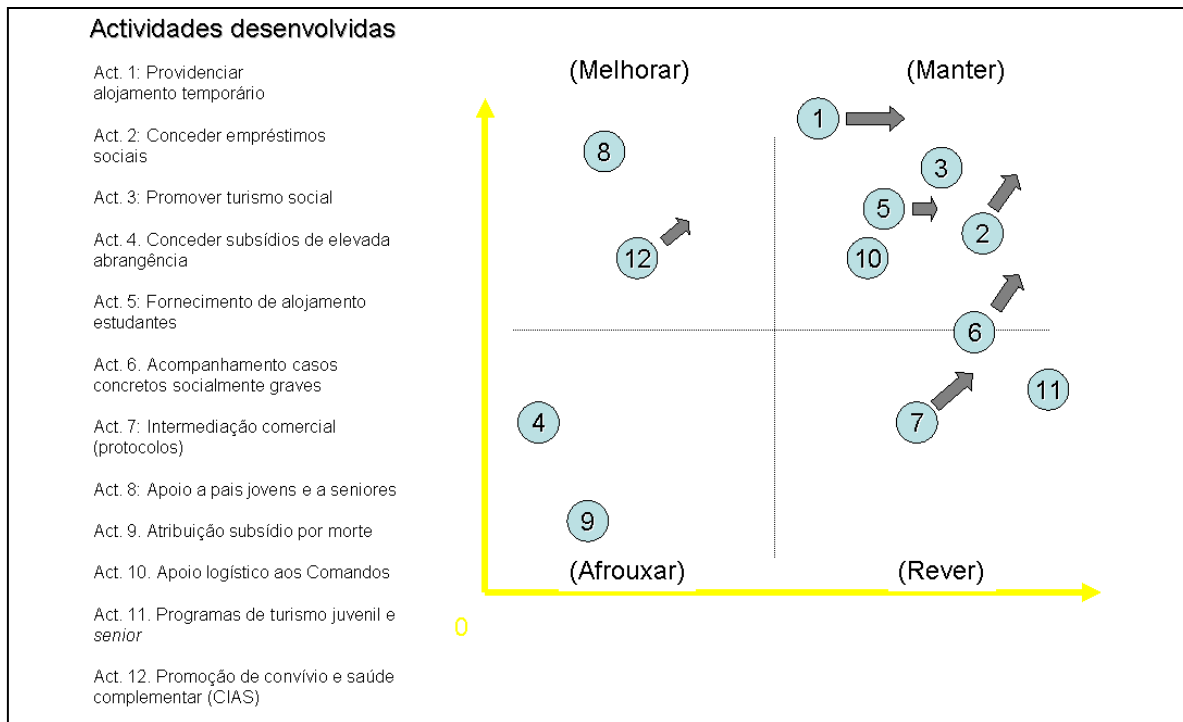 Actividades desenvolvidas
Act. 1: Providenciar
alojamento temporário
Act. 2: Conceder empréstimos
sociais
Act. 3: Promover turismo social
Act. 4. Conceder subsídios de elevada
abrangência
Act. 5: Fornecimento de alojamento
estudantes
Act. 6. Acompanhamento casos
concretos socialmente graves
Act. 7: Intermediação comercial
(protocolos)
Act. 8: Apoio a pais jovens e a seniores
Act. 9. Atribuição subsídio por morte
Act. 10. Apoio logístico aos Comandos
Act. 11. Programas de turismo juvenil e
senior
Act. 12. Promoção de convívio e saúde
complementar (CIAS)
(Melhorar)
(Manter)
1
8
3
5
2
12
10
6
11
4
7
9
(Afrouxar)
(Rever)
0